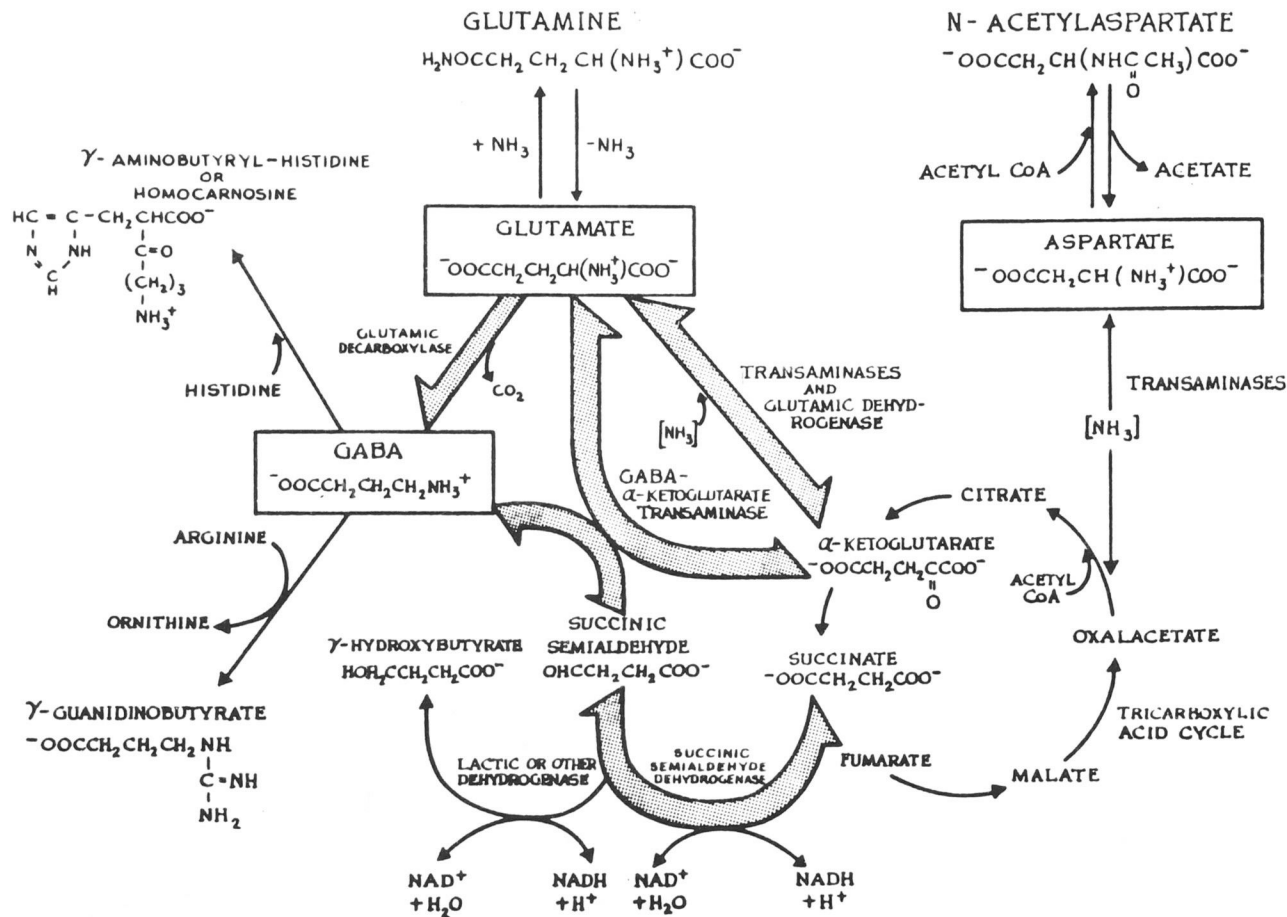 GLUTAMINE
H₂NOCCH₂CH₂CH(NH₃⁺)COO⁻
N-ACETYLASPARTATE
⁻OOCCH₂CH(NHCCH₃)COO⁻
O
+NH₃
-NH₃
ACETYL CoA
ACETATE
γ-AMINOBUTYRYL-HISTIDINE
OR
HOMOCARNOSINE
HC=C-CH₂CHCOO⁻
N
NH
C=O
C
H
(CH₂)₃
NH₃⁺
GLUTAMATE
⁻OOCCH₂CH₂CH(NH₃⁺)COO⁻
ASPARTATE
⁻OOCCH₂CH(NH₃⁺)COO⁻
GLUTAMIC
DECARBOXYLASE
CO₂
HISTIDINE
TRANSAMINASES
AND
GLUTAMIC DEHYD-
ROGENASE
[NH₃]
TRANSAMINASES
[NH₃]
GABA
⁻OOCCH₂CH₂CH₂NH₃⁺
GABA-
α-KETOGLUTARATE
TRANSAMINASE
CITRATE
α-KETOGLUTARATE
⁻OOCCH₂CH₂CCOO⁻
O
ACETYL
CoA
ARGININE
ORNITHINE
OXALACETATE
SUCCINIC
SEMIALDEHYDE
OHCCH₂CH₂COO⁻
γ-HYDROXYBUTYRATE
HOH₂CCH₂CH₂COO⁻
SUCCINATE
⁻OOCCH₂CH₂COO⁻
γ-GUANIDINOBUTYRATE
⁻OOCCH₂CH₂CH₂NH
C=NH
NH₂
LACTIC OR OTHER
DEHYDROGENASE
SUCCINIC
SEMIALDEHYDE
DEHYDROGENASE
FUMARATE
MALATE
TRICARBOXYLIC
ACID CYCLE
NAD⁺
+H₂O
NADH
+H⁺
NAD⁺
+H₂O
NADH
+H⁺